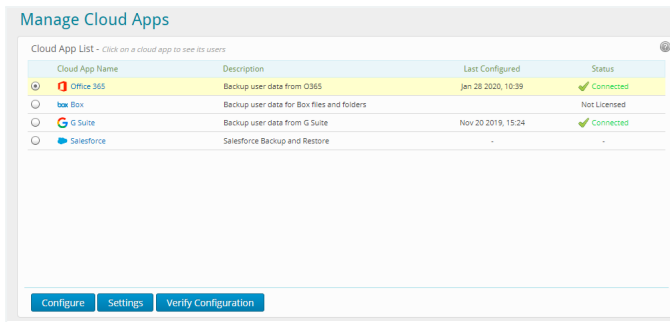 Manage Cloud Apps
Cloud App List - Click on a cloud app to see its users
Cloud App Name Description Last Configured Status
Office 365 Backup user data from O365 Jan 28 2020, 10:39 Connected
box Box Backup user data for Box files and folders Not Licensed
G Suite Backup user data from G Suite Nov 20 2019, 15:24 Connected
Salesforce Salesforce Backup and Restore - -
Configure Settings Verify Configuration